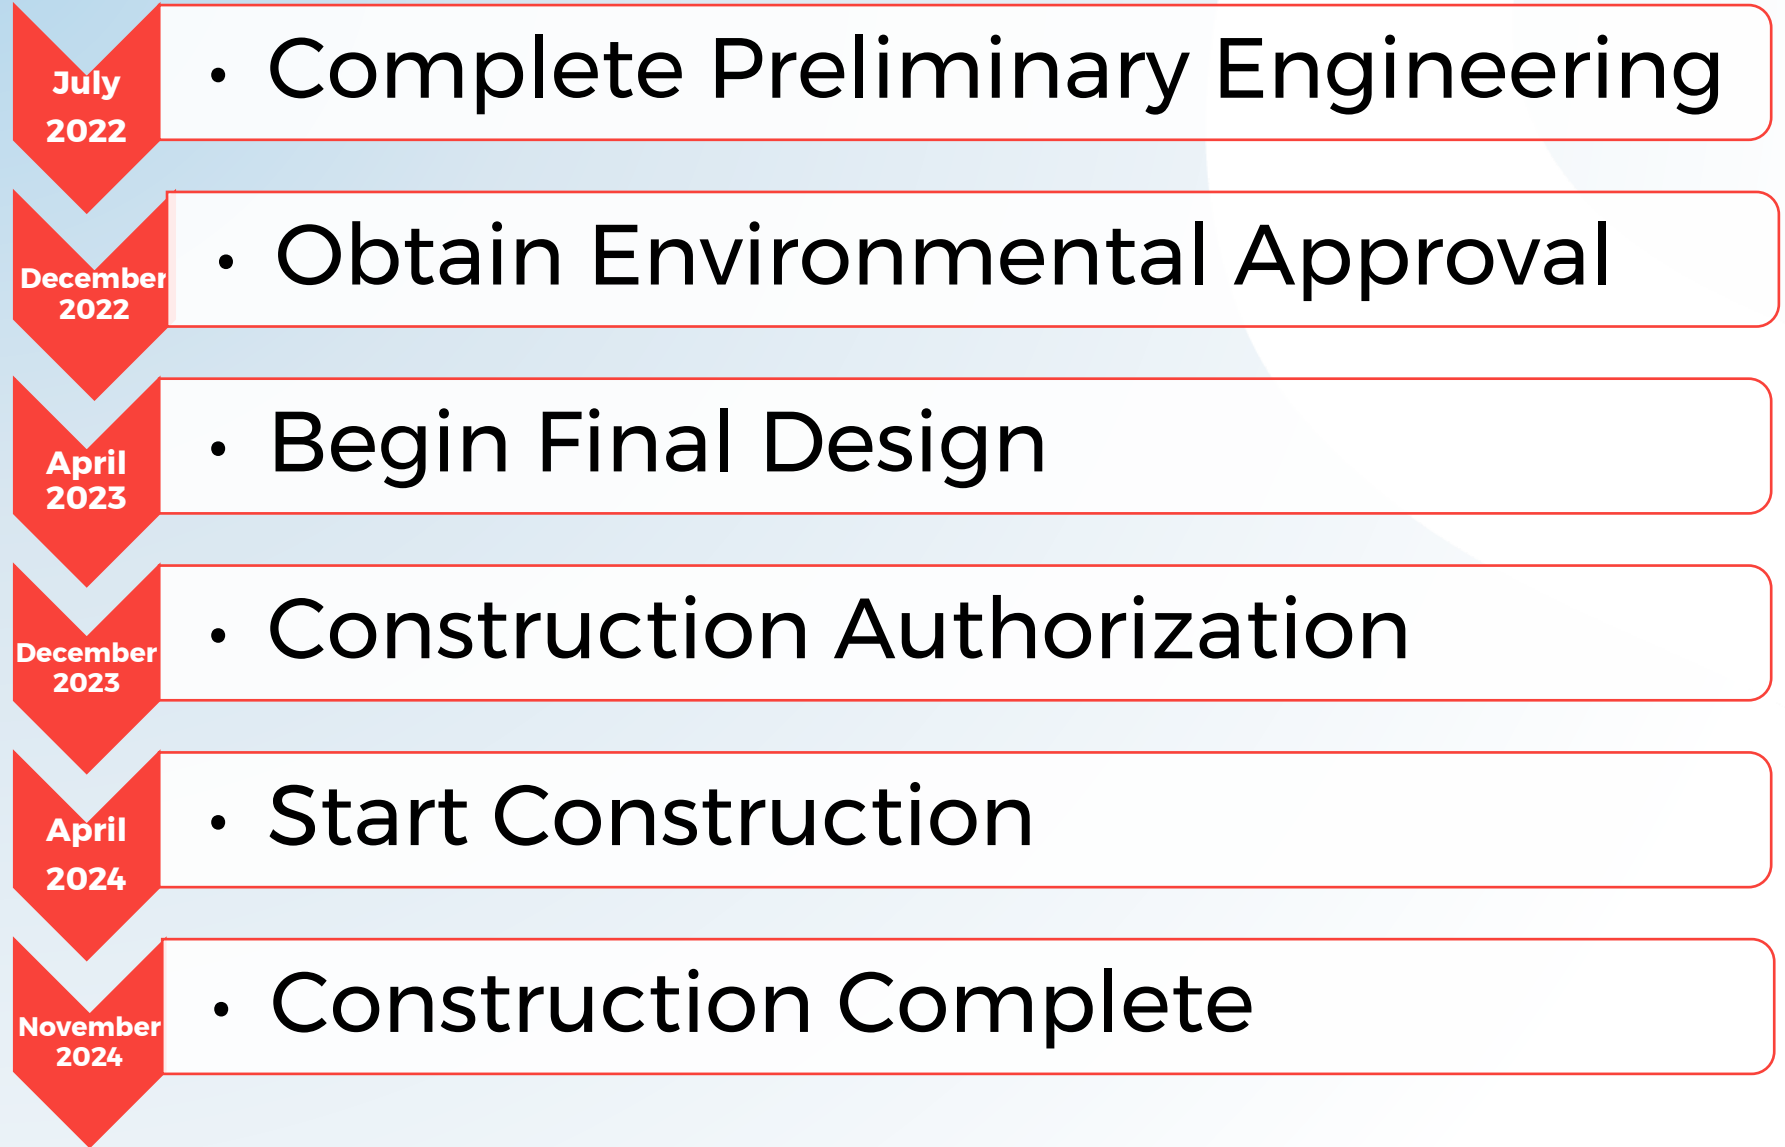 July
2022
• Complete Preliminary Engineering
December
2022
• Obtain Environmental Approval
April
2023
• Begin Final Design
December
2023
• Construction Authorization
April
2024
• Start Construction
November
2024
• Construction Complete